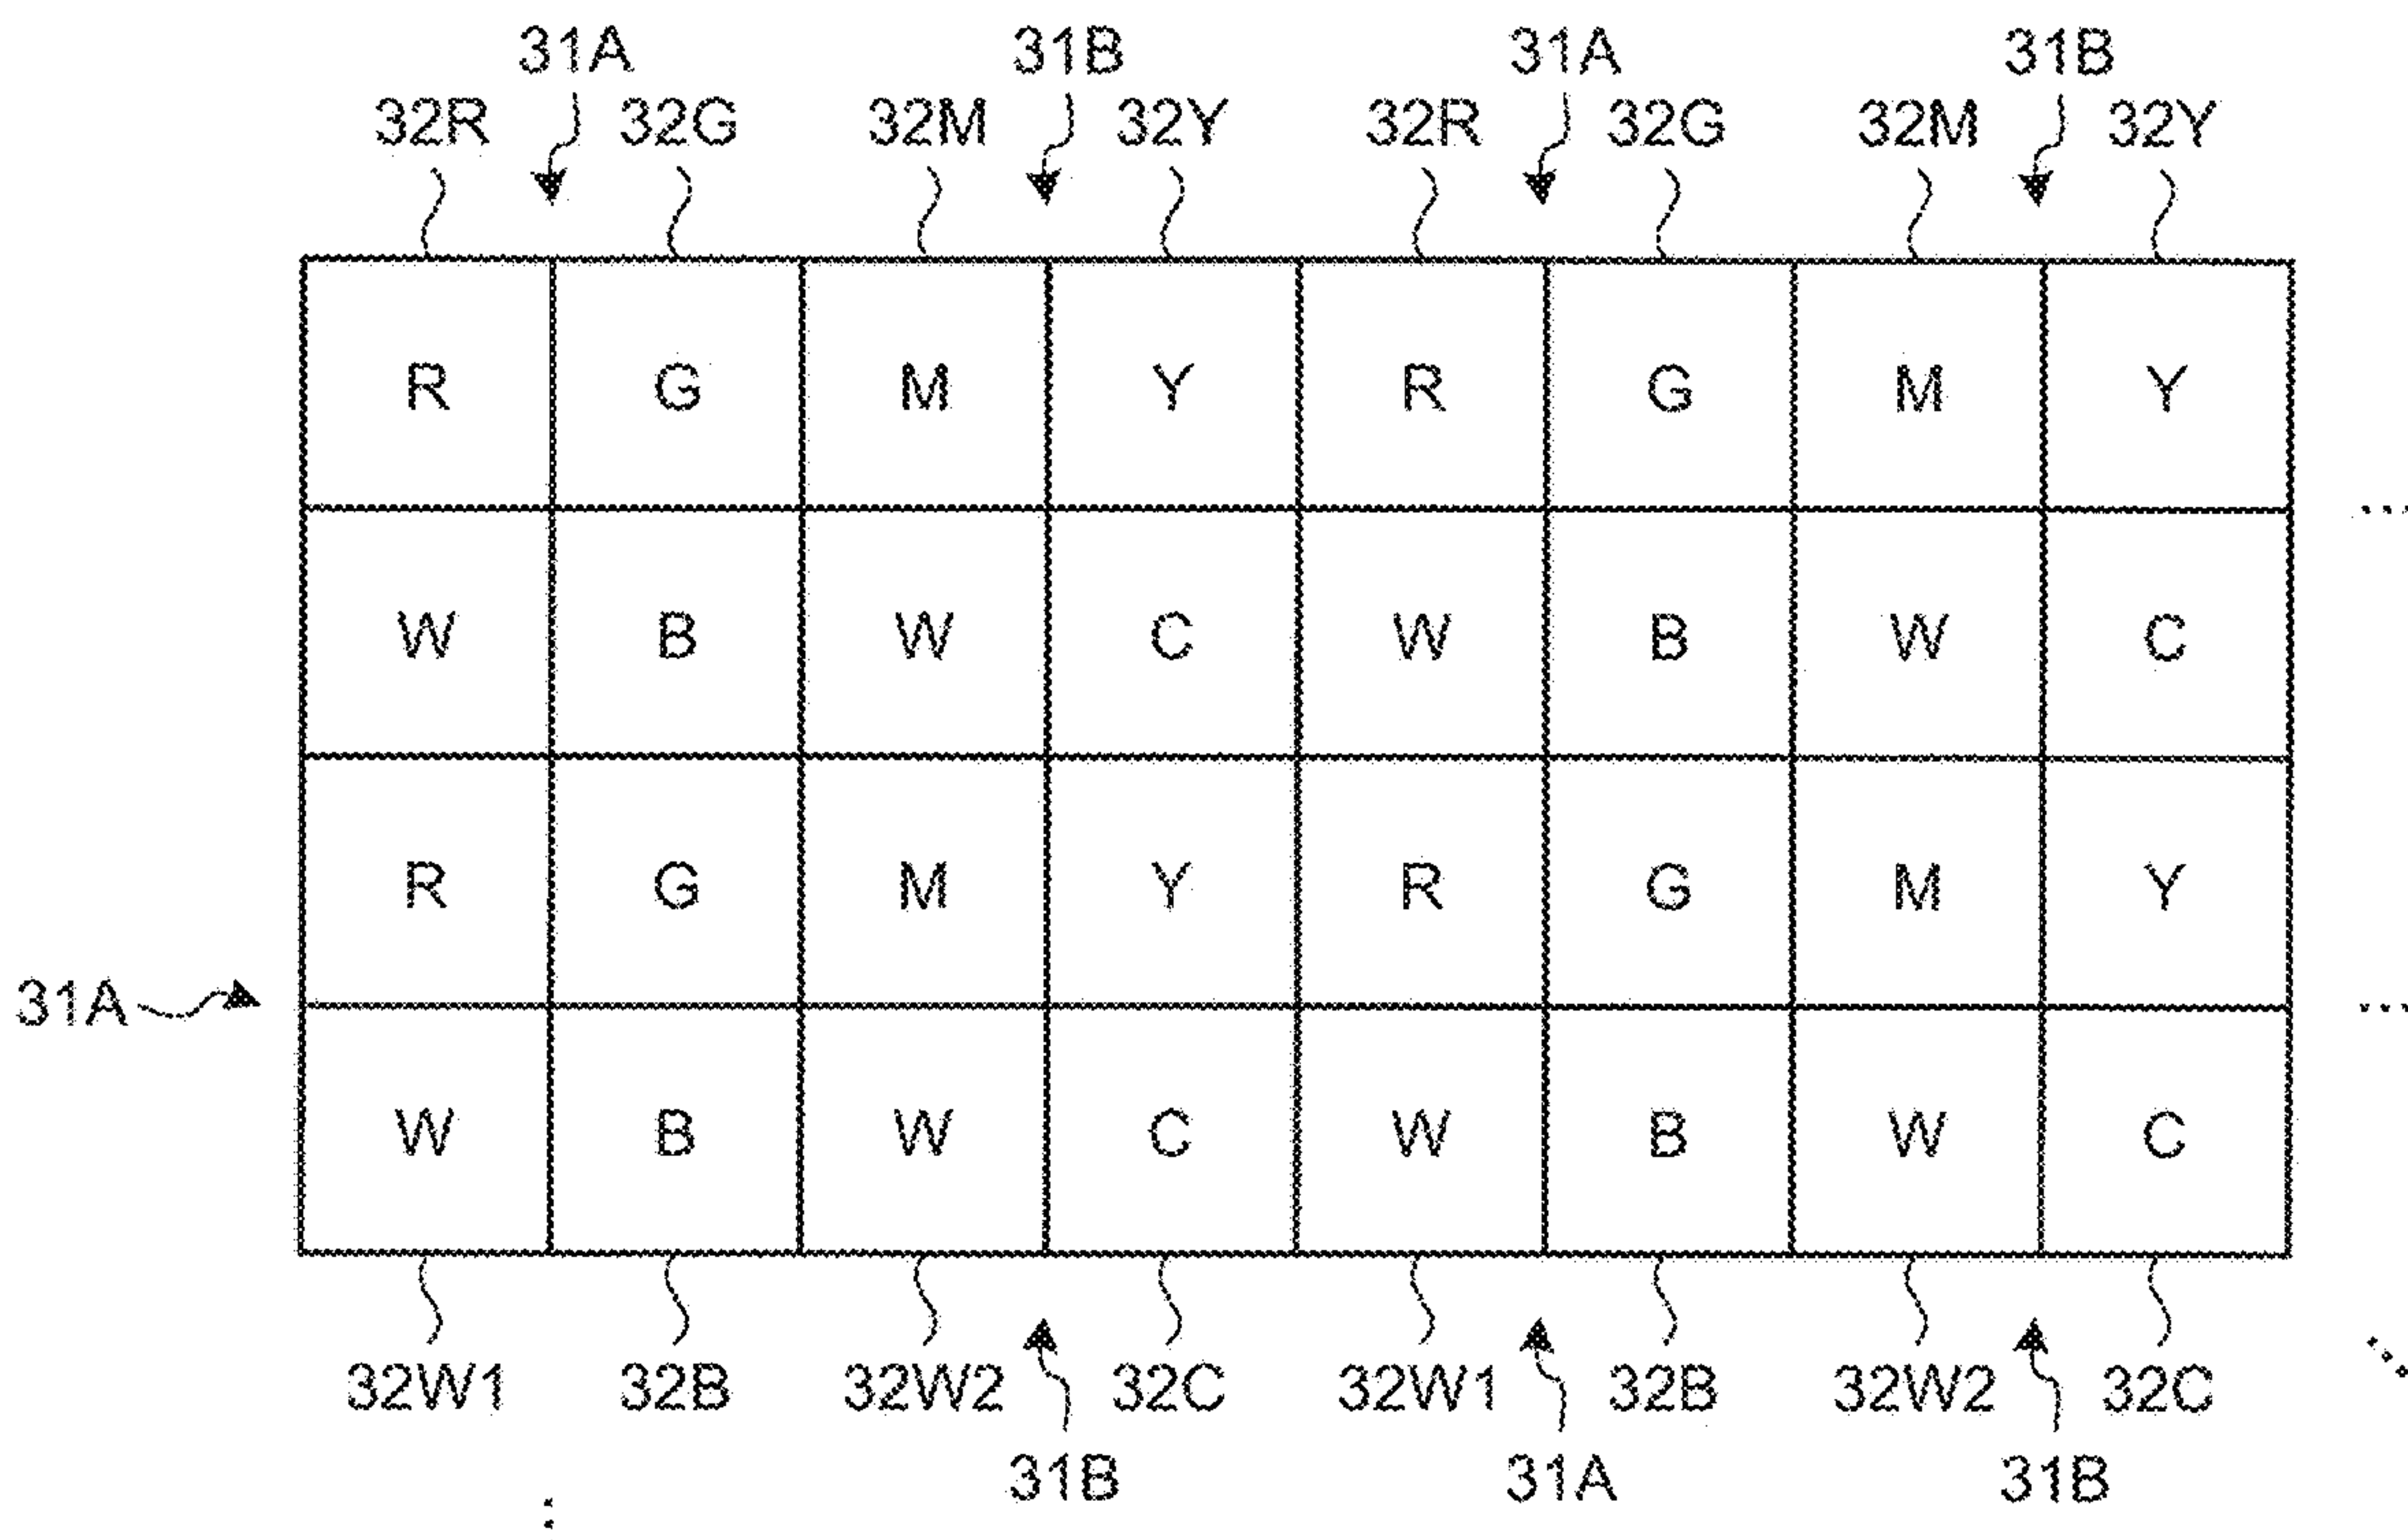 31A 31B 31A 31B
32R 32G 32M 32Y 32R 32G 32M 32Y
R G M Y R G M Y
W B W C W B W C
R G M Y R G M Y
31A
W B W C W B W C
32W1 32B 32W2 32C 32W1 32B 32W2 32C
31B 31A 31B